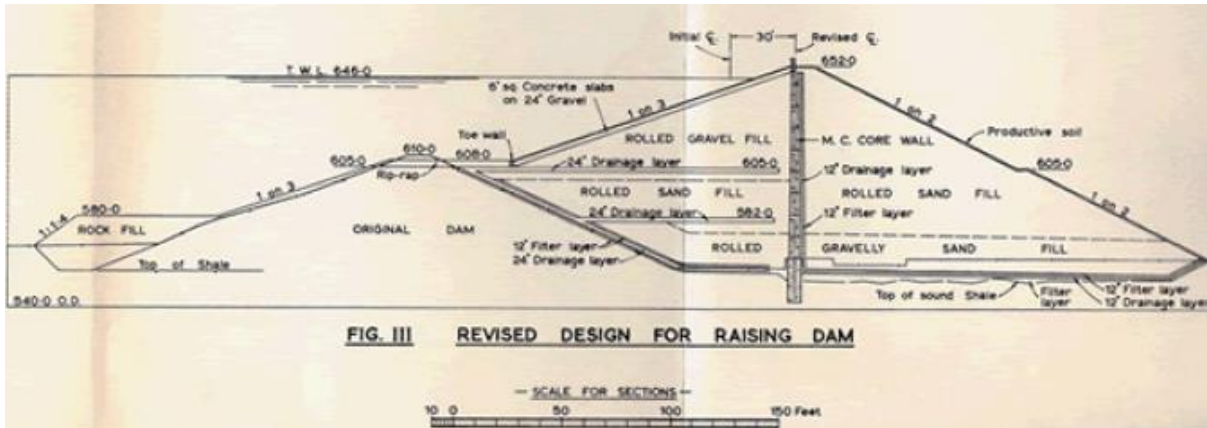 Initial ℄
30'
Revised ℄
652·0
T. W. L. 646·0
6' sq. Concrete slabs
on 24" Gravel
1 on 3
Toe wall
ROLLED GRAVEL FILL
M. C. CORE WALL
1 on 2
Productive soil
610·0
608·0
605·0
Rip-rap
24" Drainage layer
605·0
12" Drainage layer
605·0
1 on 3
ROLLED SAND FILL
ROLLED SAND FILL
1 on 2
580·0
1:1·4
ROCK FILL
ORIGINAL DAM
24" Drainage layer
582·0
12" Filter layer
12" Filter layer
24" Drainage layer
ROLLED GRAVELLY SAND FILL
Top of Shale
Top of sound Shale
Filter
layer
12" Filter layer
12" Drainage layer
540·0 O.D.
FIG. III REVISED DESIGN FOR RAISING DAM
— SCALE FOR SECTIONS —
10 0 50 100 150 Feet